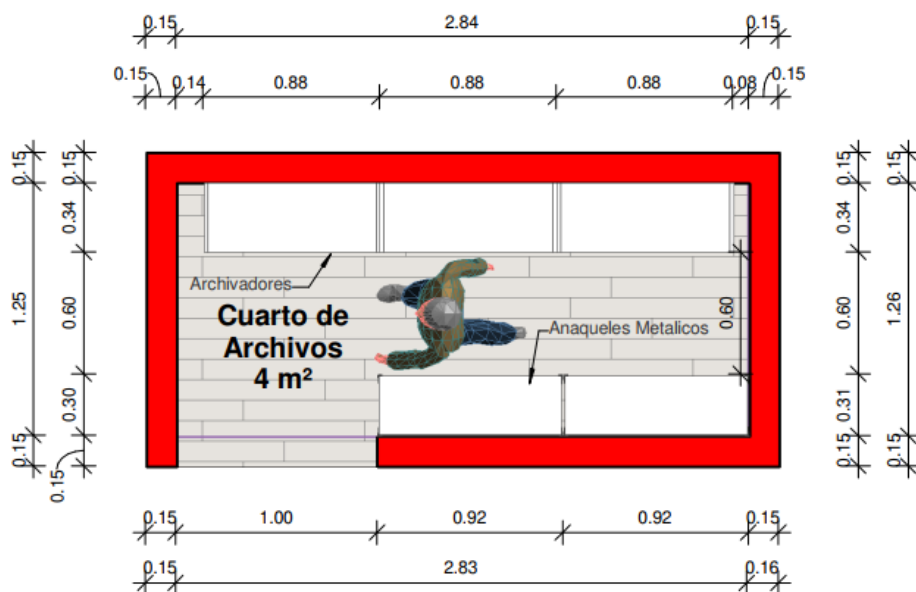 0.15 2.84 0.15
0.15 0.14 0.88 0.88 0.88 0.08 0.15
0.15 0.15 0.15 0.15
0.34 0.34
1.25 0.60 0.60 0.60 1.26
Archivadores
Cuarto de
Archivos
4 m²
Anaqueles Metalicos
0.30 0.31
0.15 0.15 0.15 0.15
0.15 1.00 0.92 0.92 0.15
0.15 2.83 0.16